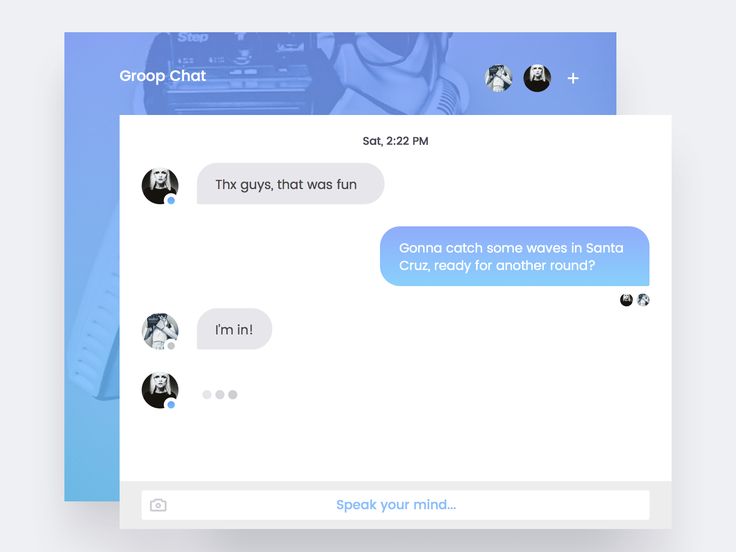 Step
Groop Chat
+
Sat, 2:22 PM
Thx guys, that was fun
Gonna catch some waves in Santa
Cruz, ready for another round?
I'm in!
Speak your mind...